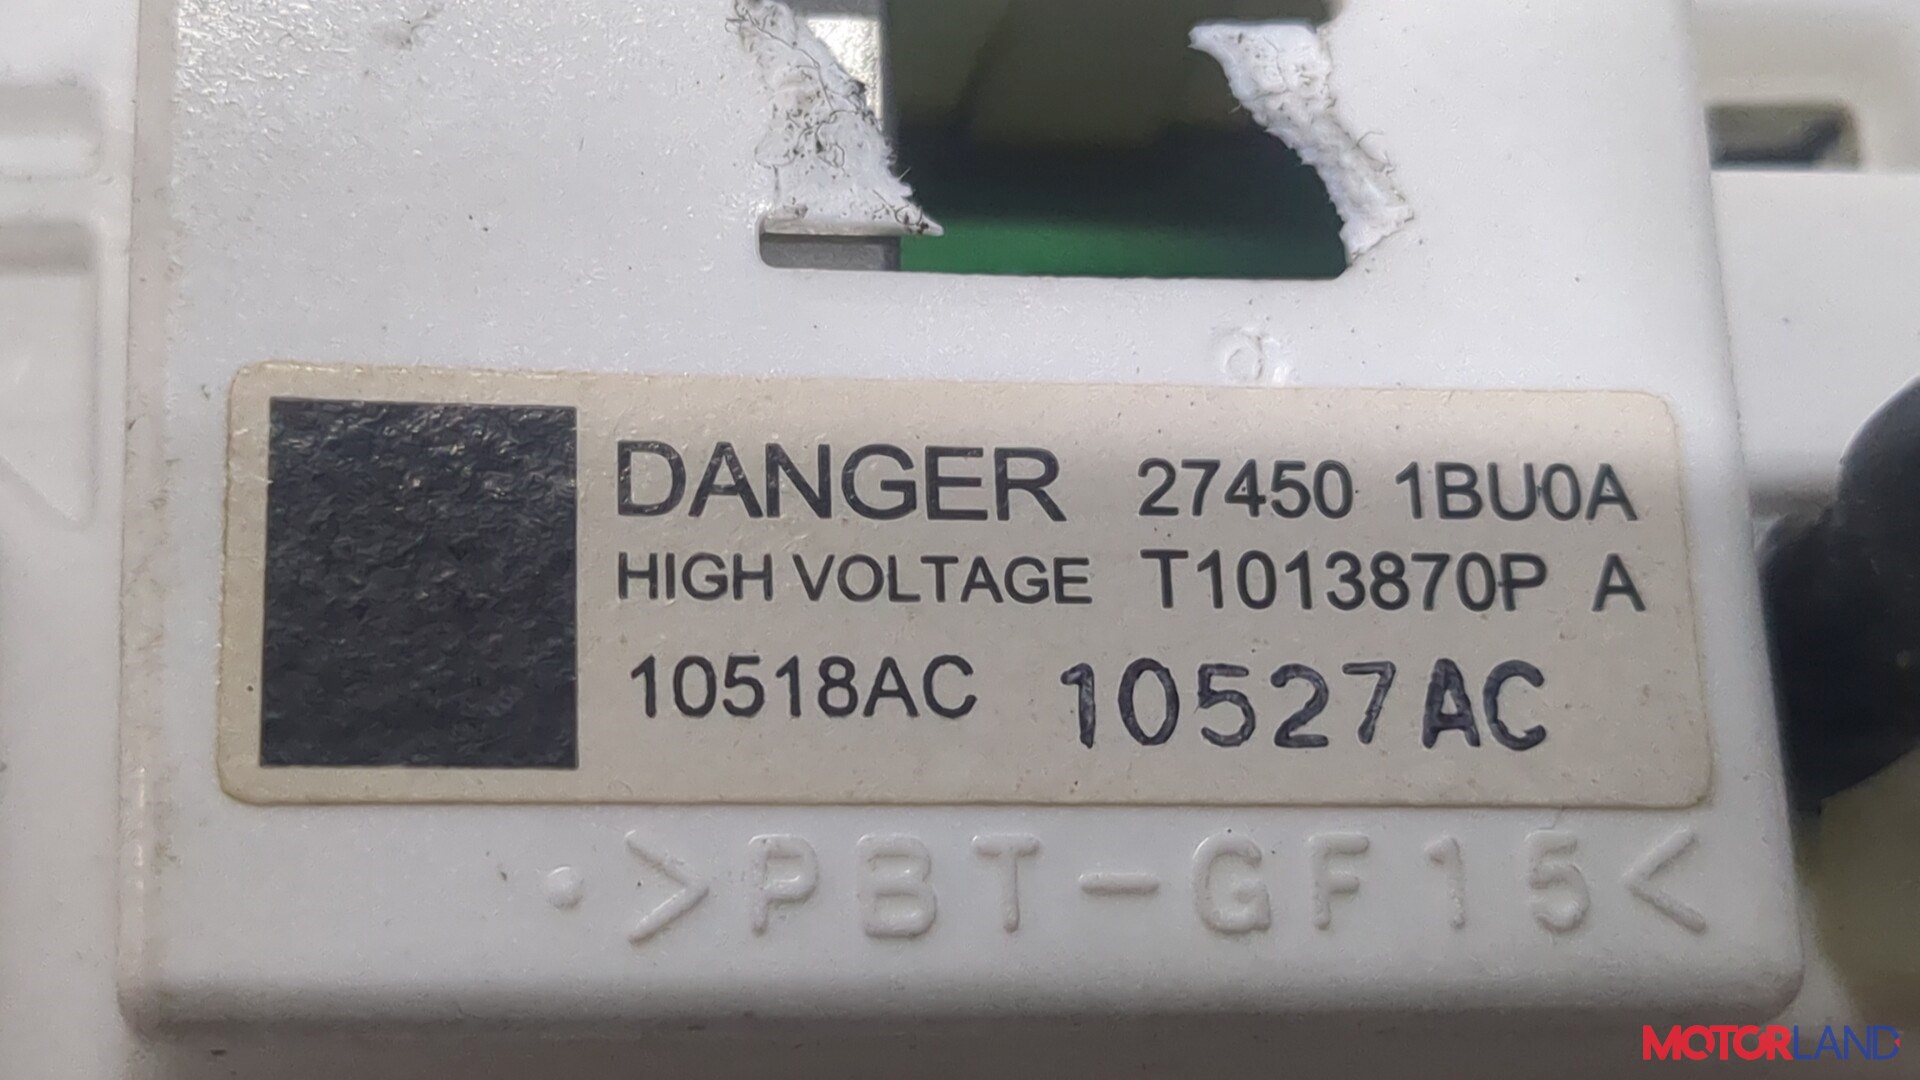 DANGER 27450 1BU0A
HIGH VOLTAGE T1013870P A
10518AC 10527AC
>PBT-GF15<
MOTORLAND